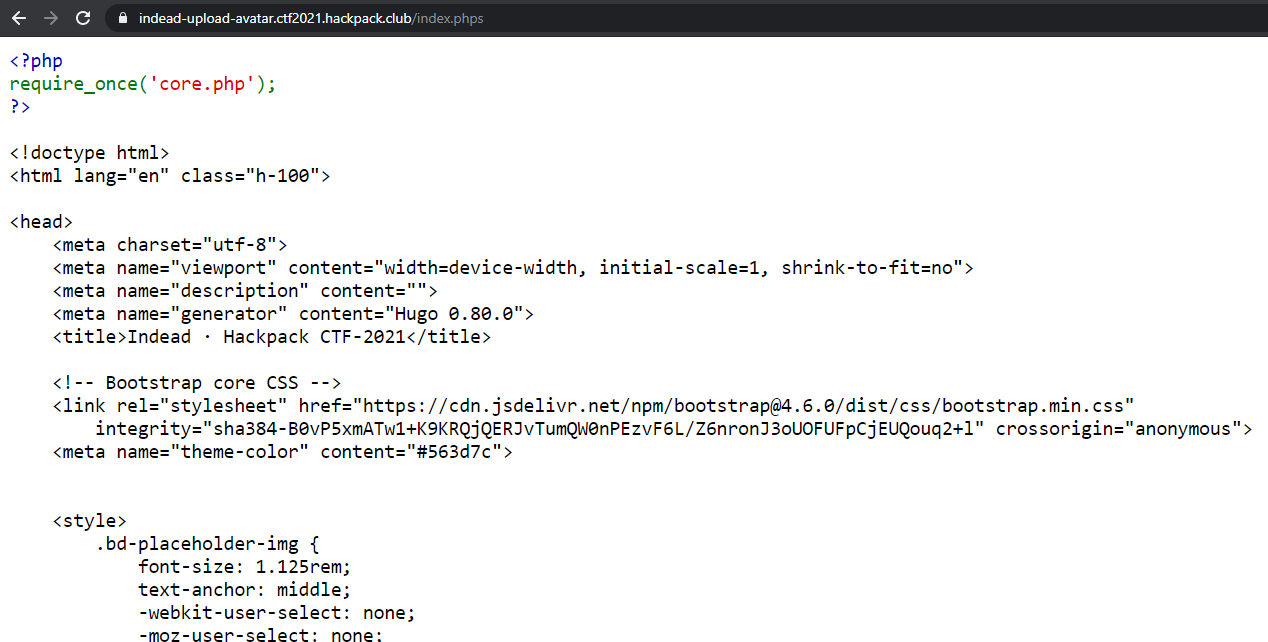 indead-upload-avatar.ctf2021.hackpack.club/index.phps
<?php
require_once('core.php');
?>
<!doctype html>
<html lang="en" class="h-100">
<head>
<meta charset="utf-8">
<meta name="viewport" content="width=device-width, initial-scale=1, shrink-to-fit=no">
<meta name="description" content="">
<meta name="generator" content="Hugo 0.80.0">
<title>Indead · Hackpack CTF-2021</title>
<!-- Bootstrap core CSS -->
<link rel="stylesheet" href="https://cdn.jsdelivr.net/npm/bootstrap@4.6.0/dist/css/bootstrap.min.css"
integrity="sha384-B0vP5xmATw1+K9KRQjQERJvTumQW0nPEzvF6L/Z6nronJ3oUOFUFpCjEUQouq2+l" crossorigin="anonymous">
<meta name="theme-color" content="#563d7c">
<style>
.bd-placeholder-img {
font-size: 1.125rem;
text-anchor: middle;
-webkit-user-select: none;
-moz-user-select: none;